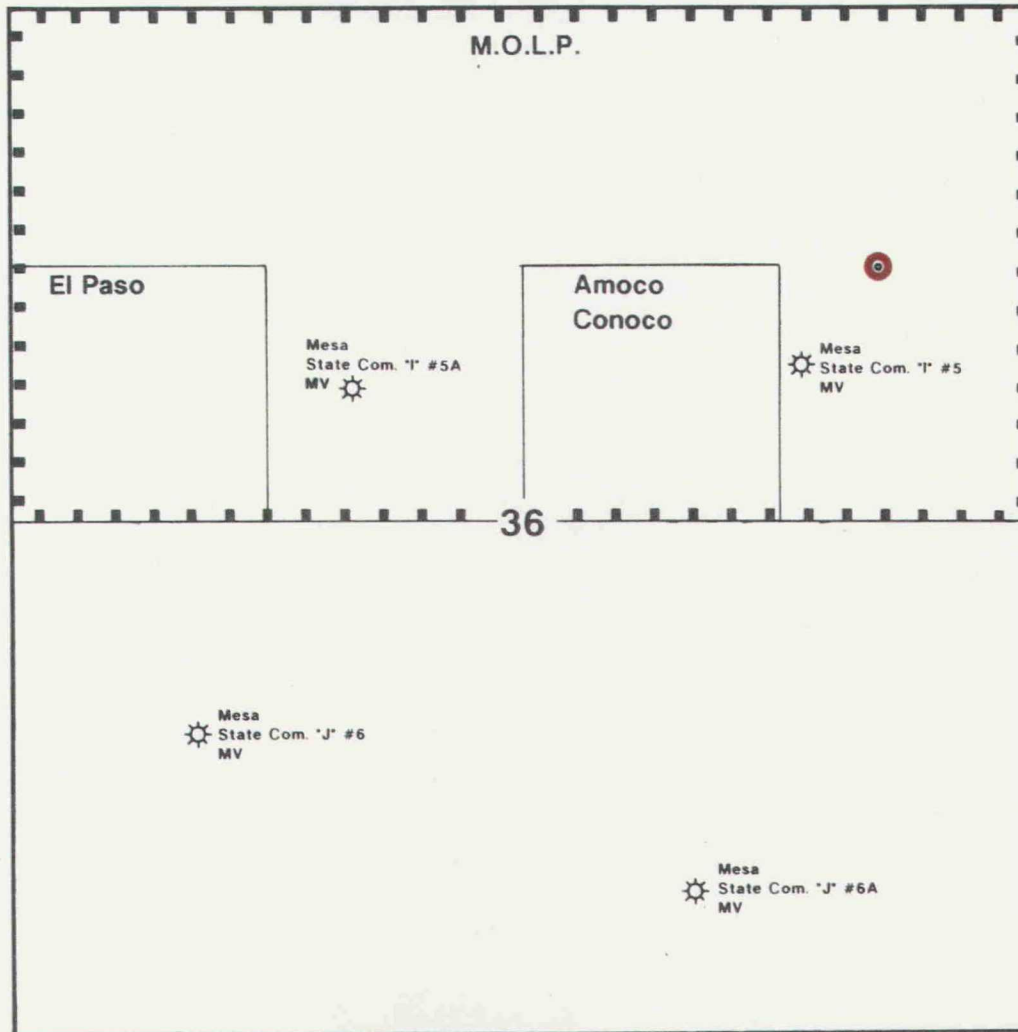 M.O.L.P.
El Paso
Amoco
Conoco
Mesa
State Com. "I" #5A
MV
Mesa
State Com. "I" #5
MV
36
Mesa
State Com. "J" #6
MV
Mesa
State Com. "J" #6A
MV